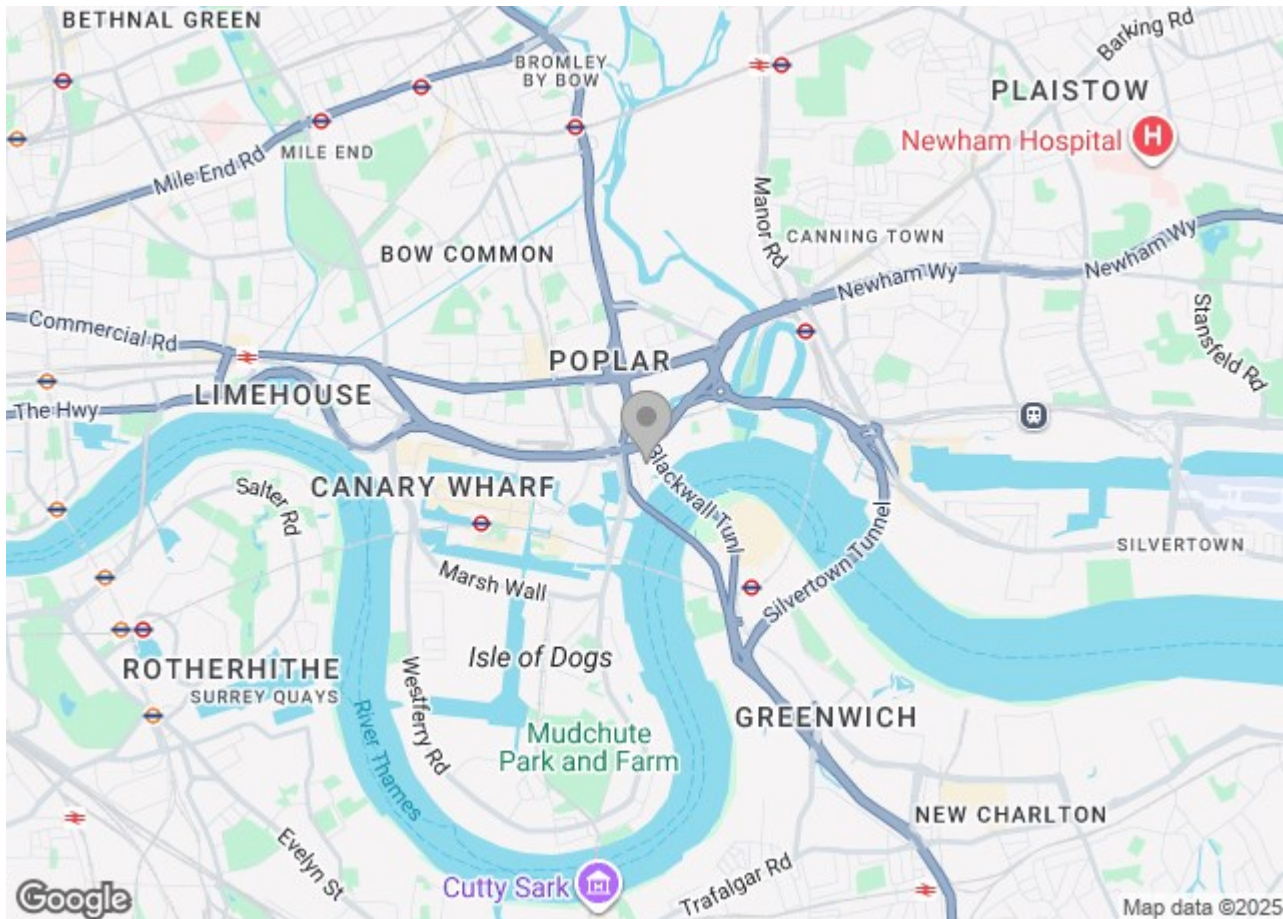 BETHNAL GREEN
Barking Rd
BROMLEY
BY BOW
PLAISTOW
Newham Hospital
H
MILE END
Mile End Rd
Manor Rd
CANNING TOWN
BOW COMMON
Newham Wy
Newham Wy
Stansfeld Rd
Commercial Rd
POPLAR
LIMEHOUSE
The Hwy
Blackwall Tunl
CANARY WHARF
Salter Rd
Silvertown Tunnel
SILVERTOWN
Marsh Wall
Isle of Dogs
ROTHERHITHE
SURREY QUAYS
Westferry Rd
River Thames
GREENWICH
Mudchute
Park and Farm
NEW CHARLTON
Evelyn St
Cutty Sark
Trafalgar Rd
Google
Map data ©2025